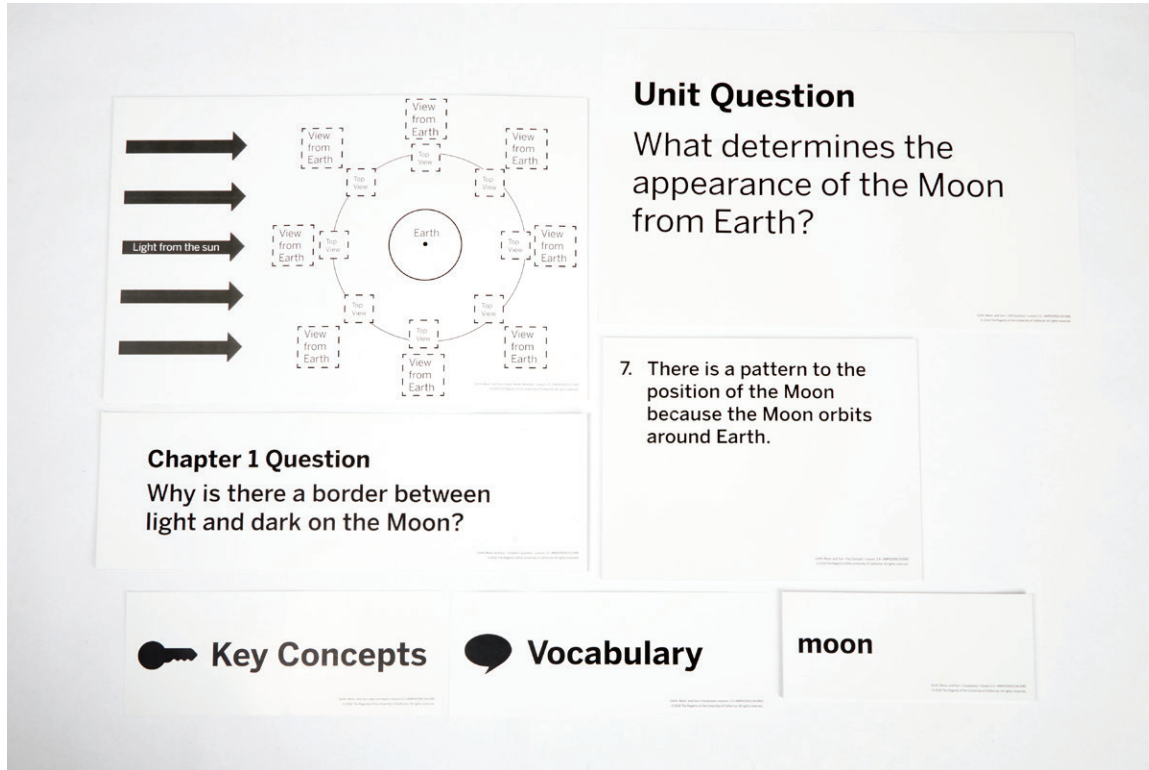 View
from
Earth
View
from
Earth
View
from
Earth
Top
View
Top
View
Top
View
Light from the sun
View
from
Earth
Top
View
Earth
Top
View
View
from
Earth
Top
View
Top
View
Top
View
View
from
Earth
View
from
Earth
View
from
Earth
Unit Question
What determines the
appearance of the Moon
from Earth?
Chapter 1 Question
Why is there a border between
light and dark on the Moon?
7. There is a pattern to the
position of the Moon
because the Moon orbits
around Earth.
Key Concepts
Vocabulary
moon